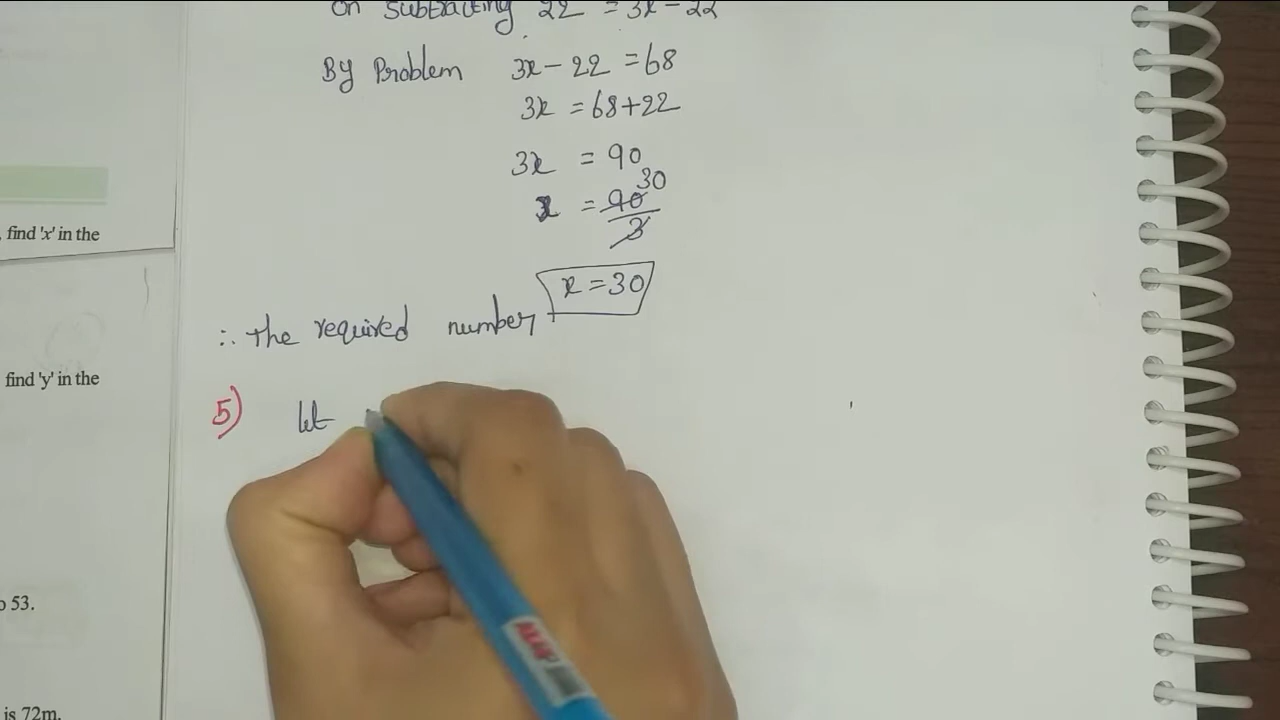 On Subtracting 22 = 3x - 22
By Problem 3x - 22 = 68
3x = 68+22
3x = 90
30
x = 90
3
x = 30
∴ The required number
5) let
, find 'x' in the
find 'y' in the
o 53.
is 72m.